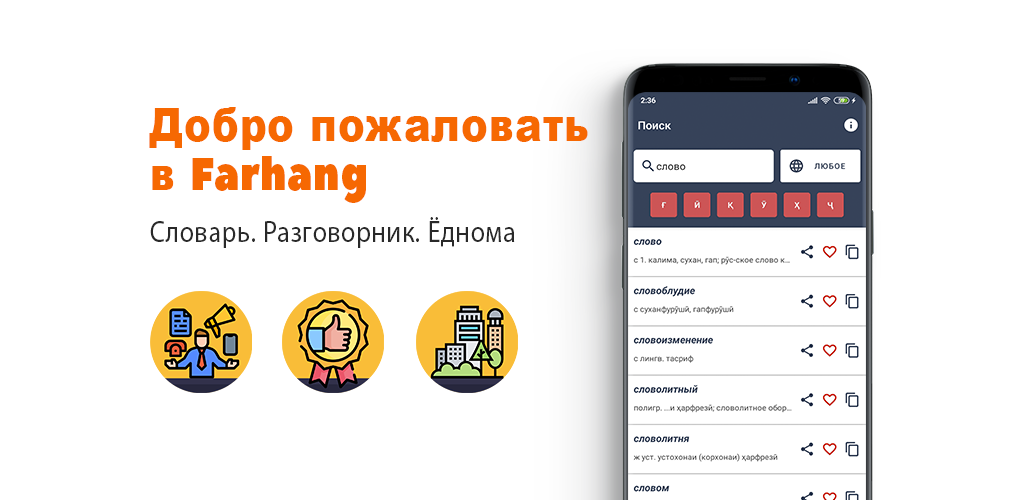 Добро пожаловать
в Farhang
Словарь. Разговорник. Ёднома
2:36
Поиск
слово
ЛЮБОЕ
Ғ Ӣ Қ Ӯ Ҳ Ҷ
слово
с 1. калима, сухан, гап; рӯс-ское слово к...
словоблудие
с суханфурӯшӣ, гапфурӯшӣ
словоизменение
с лингв. тасриф
словолитный
полигр. ...и ҳарфрезӣ; словолитное обор...
словолитня
ж уст. устохонаи (корхонаи) ҳарфрезӣ
словом